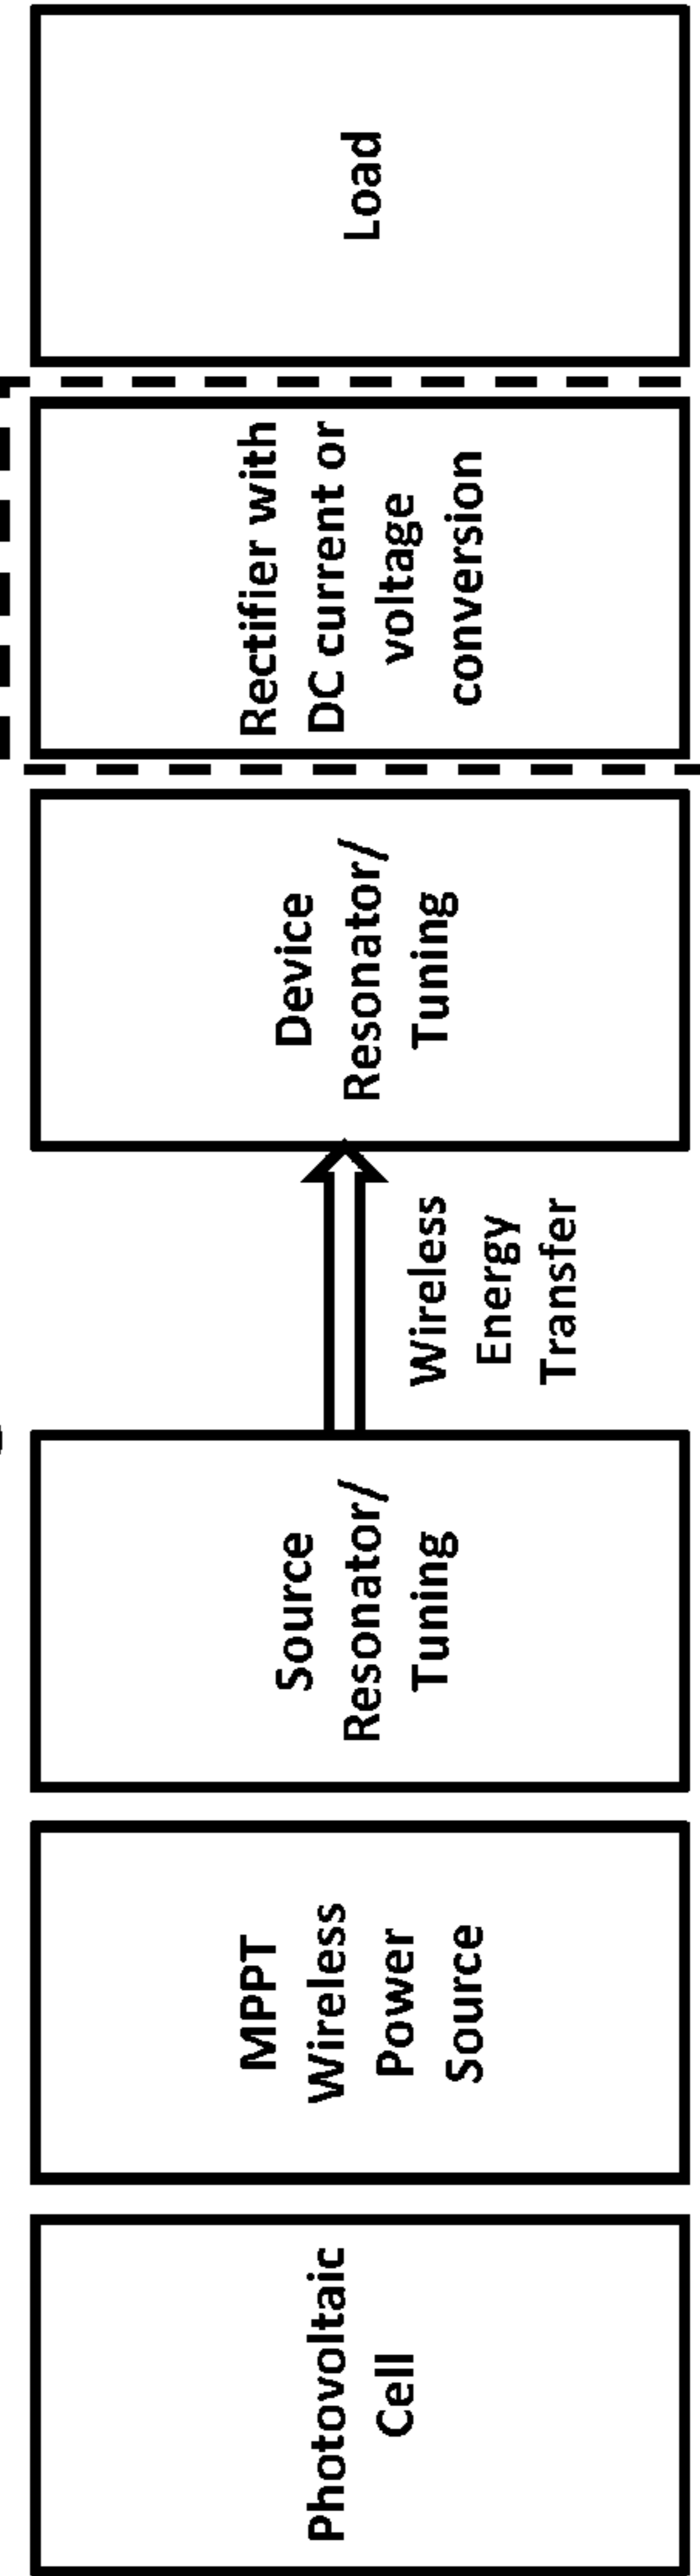 Photovoltaic
Cell
MPPT
Wireless
Power
Source
Source
Resonator/
Tuning
Wireless
Energy
Transfer
Device
Resonator/
Tuning
Rectifier with
DC current or
voltage
conversion
Load